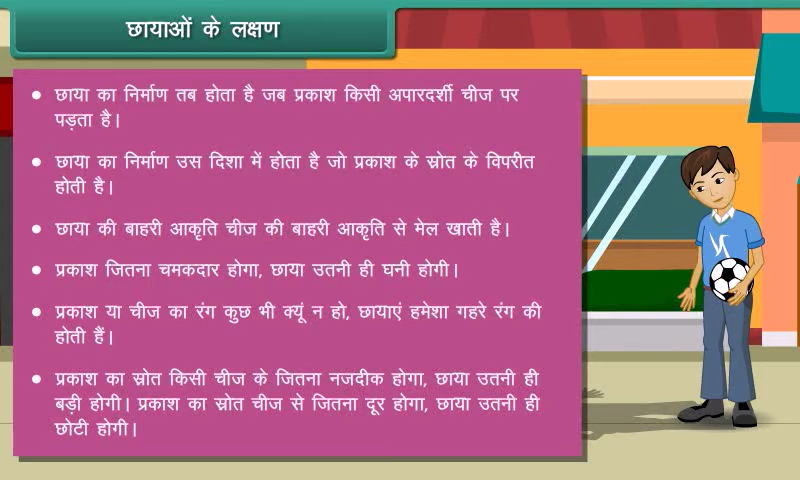 छायाओं के लक्षण
• छाया का निर्माण तब होता है जब प्रकाश किसी अपारदर्शी चीज पर
पड़ता है।
• छाया का निर्माण उस दिशा में होता है जो प्रकाश के स्रोत के विपरीत
होती है।
• छाया की बाहरी आकृति चीज की बाहरी आकृति से मेल खाती है।
• प्रकाश जितना चमकदार होगा, छाया उतनी ही घनी होगी।
• प्रकाश या चीज का रंग कुछ भी क्यूं न हो, छायाएं हमेशा गहरे रंग की
होती हैं।
• प्रकाश का स्रोत किसी चीज के जितना नजदीक होगा, छाया उतनी ही
बड़ी होगी। प्रकाश का स्रोत चीज से जितना दूर होगा, छाया उतनी ही
छोटी होगी।